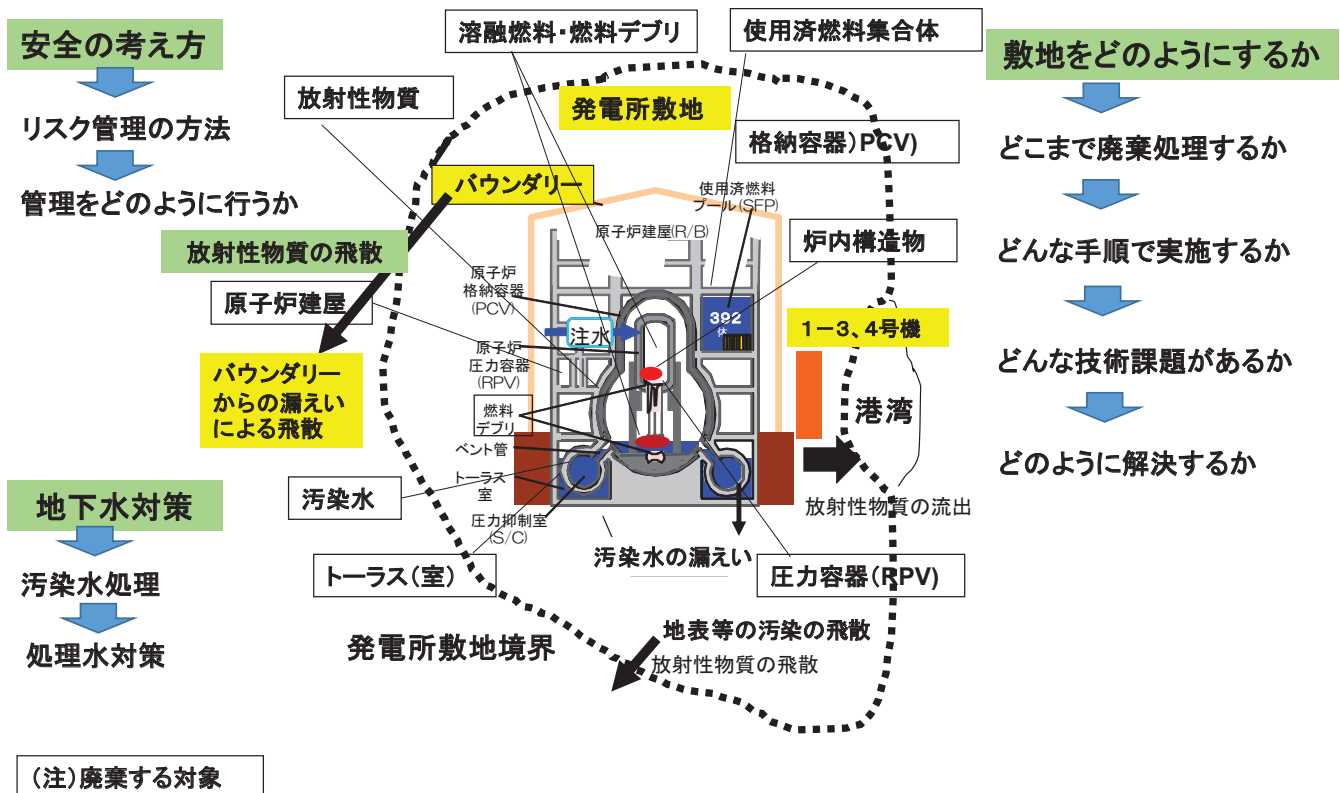 安全の考え方
リスク管理の方法
管理をどのように行うか
放射性物質の飛散
バウンダリー
からの漏えい
による飛散
地下水対策
汚染水処理
処理水対策
(注)廃棄する対象
溶融燃料・燃料デブリ
使用済燃料集合体
放射性物質
発電所敷地
格納容器)PCV)
バウンダリー
使用済燃料
プール(SFP)
原子炉建屋(R/B)
炉内構造物
原子炉建屋
原子炉
格納容器
(PCV)
392
体
注水
1－3、4号機
原子炉
圧力容器
(RPV)
燃料
デブリ
港湾
ベント管
汚染水
トーラス
室
放射性物質の流出
圧力抑制室
(S/C)
汚染水の漏えい
トーラス(室)
圧力容器(RPV)
発電所敷地境界
地表等の汚染の飛散
放射性物質の飛散
敷地をどのようにするか
どこまで廃棄処理するか
どんな手順で実施するか
どんな技術課題があるか
どのように解決するか